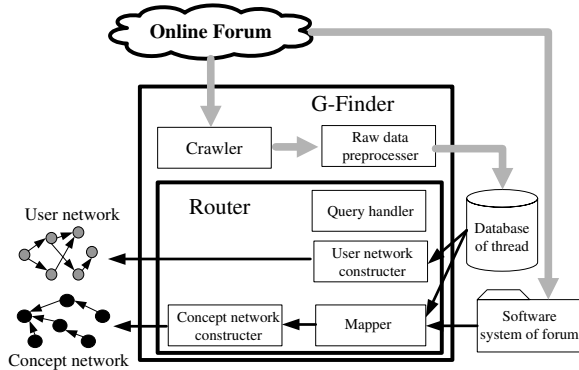 Online Forum
G-Finder
Crawler
Raw data
preprocesser
Router
User network
Query handler
Database
of thread
User network
constructer
Concept network
constructer
Mapper
Software
system of forum
Concept network